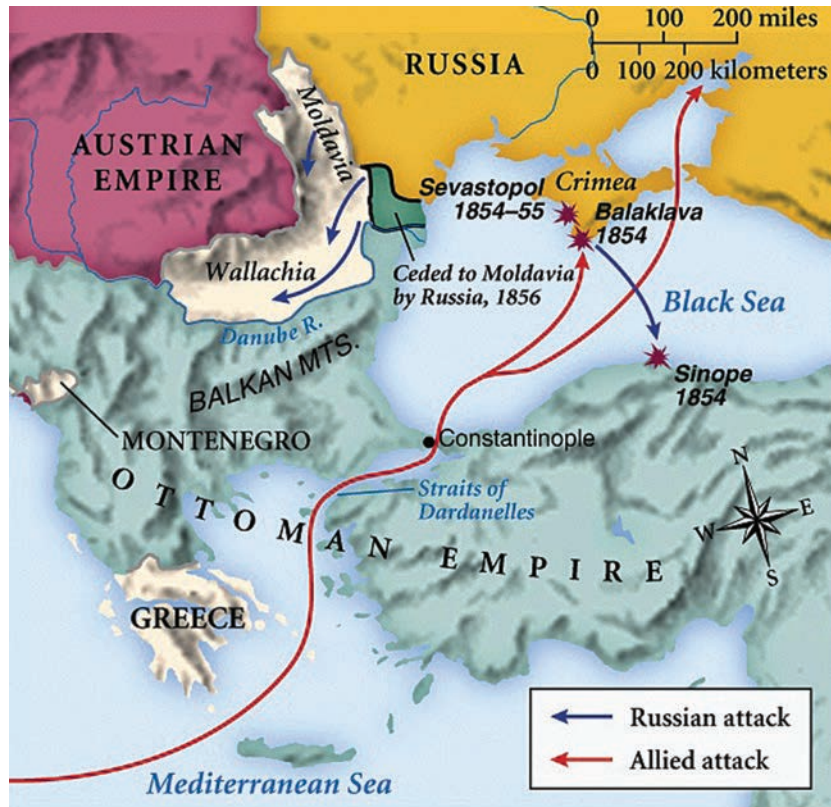 0 100 200 miles
0 100 200 kilometers
RUSSIA
AUSTRIAN
EMPIRE
Moldavia
Sevastopol
1854–55
Crimea
Balaklava
1854
Wallachia
Ceded to Moldavia
by Russia, 1856
Black Sea
Danube R.
BALKAN MTS.
Sinope
1854
MONTENEGRO
Constantinople
Straits of
Dardanelles
OTTOMAN EMPIRE
N
E
W
S
GREECE
Russian attack
Allied attack
Mediterranean Sea